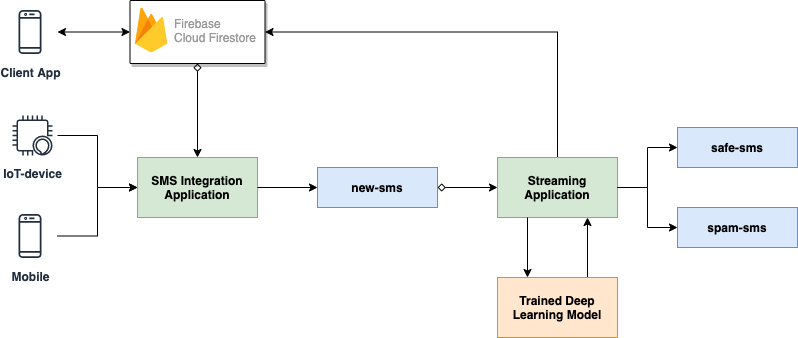 Firebase
Cloud Firestore
Client App
IoT-device
Mobile
SMS Integration
Application
new-sms
Streaming
Application
safe-sms
spam-sms
Trained Deep
Learning Model